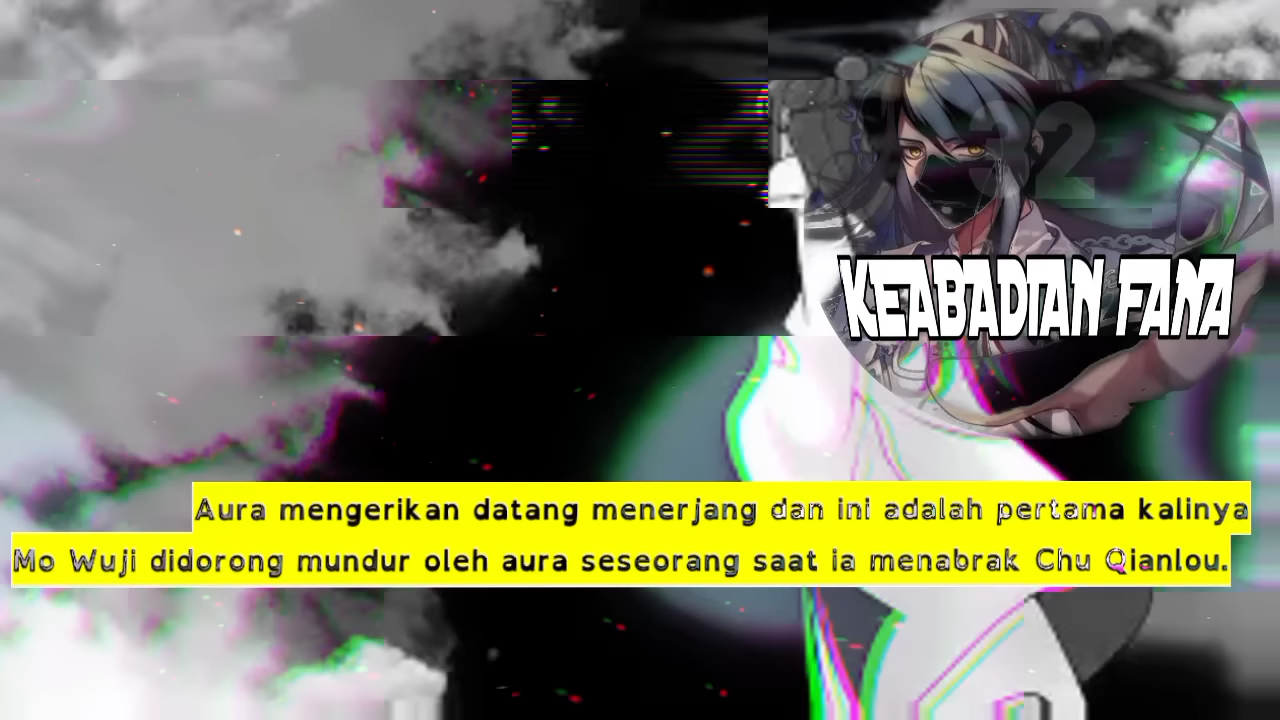 32
KEABADIAN FANA
Aura mengerikan datang menerjang dan ini adalah pertama kalinya
Mo Wuji didorong mundur oleh aura seseorang saat ia menabrak Chu Qianlou.